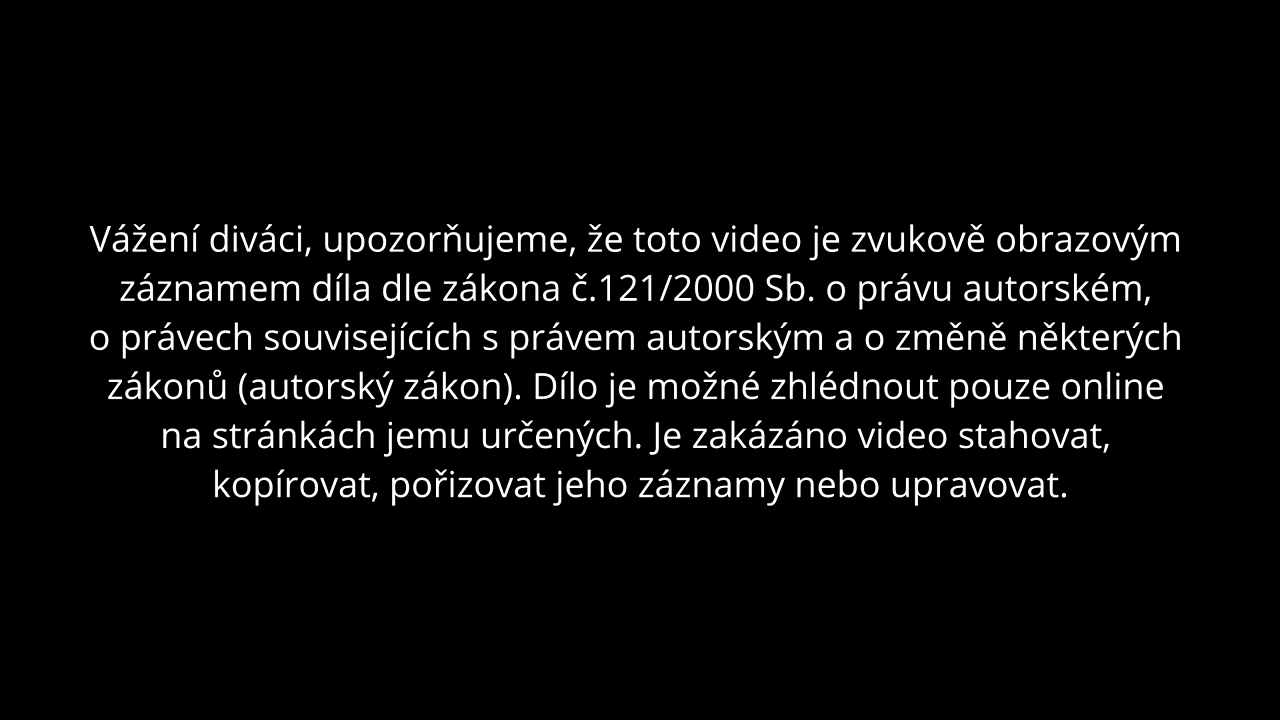 Vážení diváci, upozorňujeme, že toto video je zvukově obrazovým
záznamem díla dle zákona č.121/2000 Sb. o právu autorském,
o právech souvisejících s právem autorským a o změně některých
zákonů (autorský zákon). Dílo je možné zhlédnout pouze online
na stránkách jemu určených. Je zakázáno video stahovat,
kopírovat, pořizovat jeho záznamy nebo upravovat.